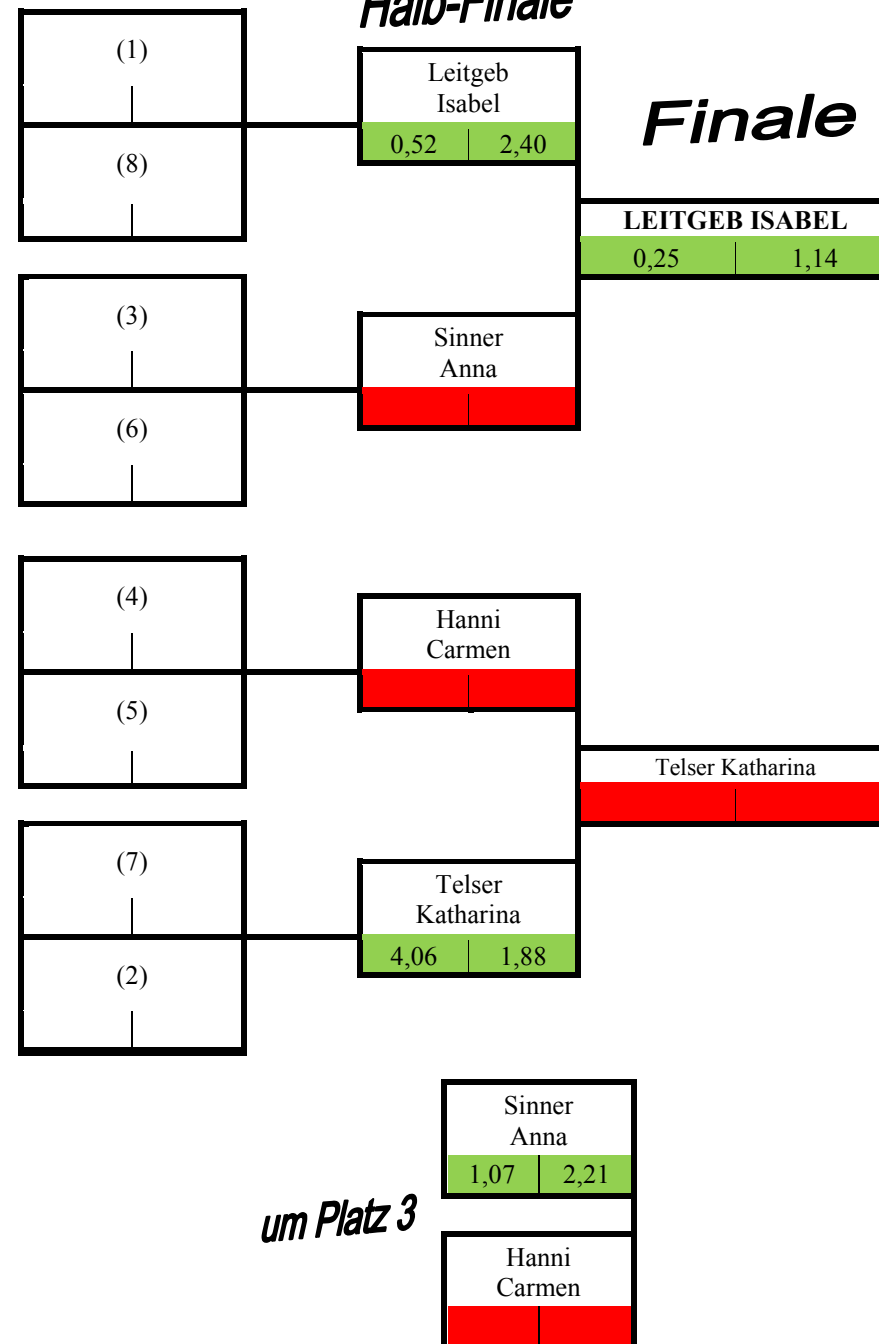 Halb-Finale
(1)
(8)
Leitgeb
Isabel
0,52 2,40
Finale
LEITGEB ISABEL
0,25 1,14
(3)
(6)
Sinner
Anna
(4)
(5)
Hanni
Carmen
Telser Katharina
(7)
(2)
Telser
Katharina
4,06 1,88
um Platz 3
Sinner
Anna
1,07 2,21
Hanni
Carmen